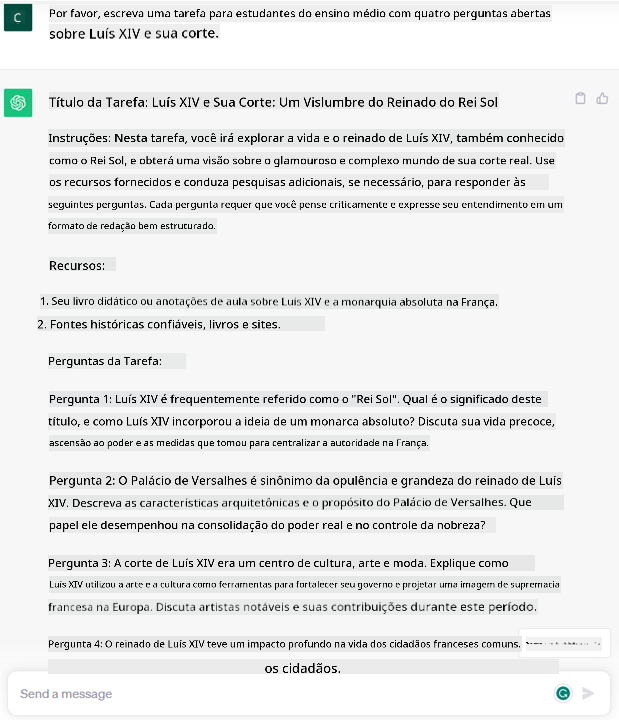 C
Por favor, escreva uma tarefa para estudantes do ensino médio com quatro perguntas abertas
sobre Luís XIV e sua corte.
Título da Tarefa: Luís XIV e Sua Corte: Um Vislumbre do Reinado do Rei Sol
Instruções: Nesta tarefa, você irá explorar a vida e o reinado de Luís XIV, também conhecido
como o Rei Sol, e obterá uma visão sobre o glamouroso e complexo mundo de sua corte real. Use
os recursos fornecidos e conduza pesquisas adicionais, se necessário, para responder às
seguintes perguntas. Cada pergunta requer que você pense criticamente e expresse seu entendimento em um
formato de redação bem estruturado.
Recursos:
1. Seu livro didático ou anotações de aula sobre Luís XIV e a monarquia absoluta na França.
2. Fontes históricas confiáveis, livros e sites.
Perguntas da Tarefa:
Pergunta 1: Luís XIV é frequentemente referido como o "Rei Sol". Qual é o significado deste
título, e como Luís XIV incorporou a ideia de um monarca absoluto? Discuta sua vida precoce,
ascensão ao poder e as medidas que tomou para centralizar a autoridade na França.
Pergunta 2: O Palácio de Versalhes é sinônimo da opulência e grandeza do reinado de Luís
XIV. Descreva as características arquitetônicas e o propósito do Palácio de Versalhes. Que
papel ele desempenhou na consolidação do poder real e no controle da nobreza?
Pergunta 3: A corte de Luís XIV era um centro de cultura, arte e moda. Explique como
Luís XIV utilizou a arte e a cultura como ferramentas para fortalecer seu governo e projetar uma imagem de supremacia
francesa na Europa. Discuta artistas notáveis e suas contribuições durante este período.
Pergunta 4: O reinado de Luís XIV teve um impacto profundo na vida dos cidadãos franceses comuns.
os cidadãos.
Send a message